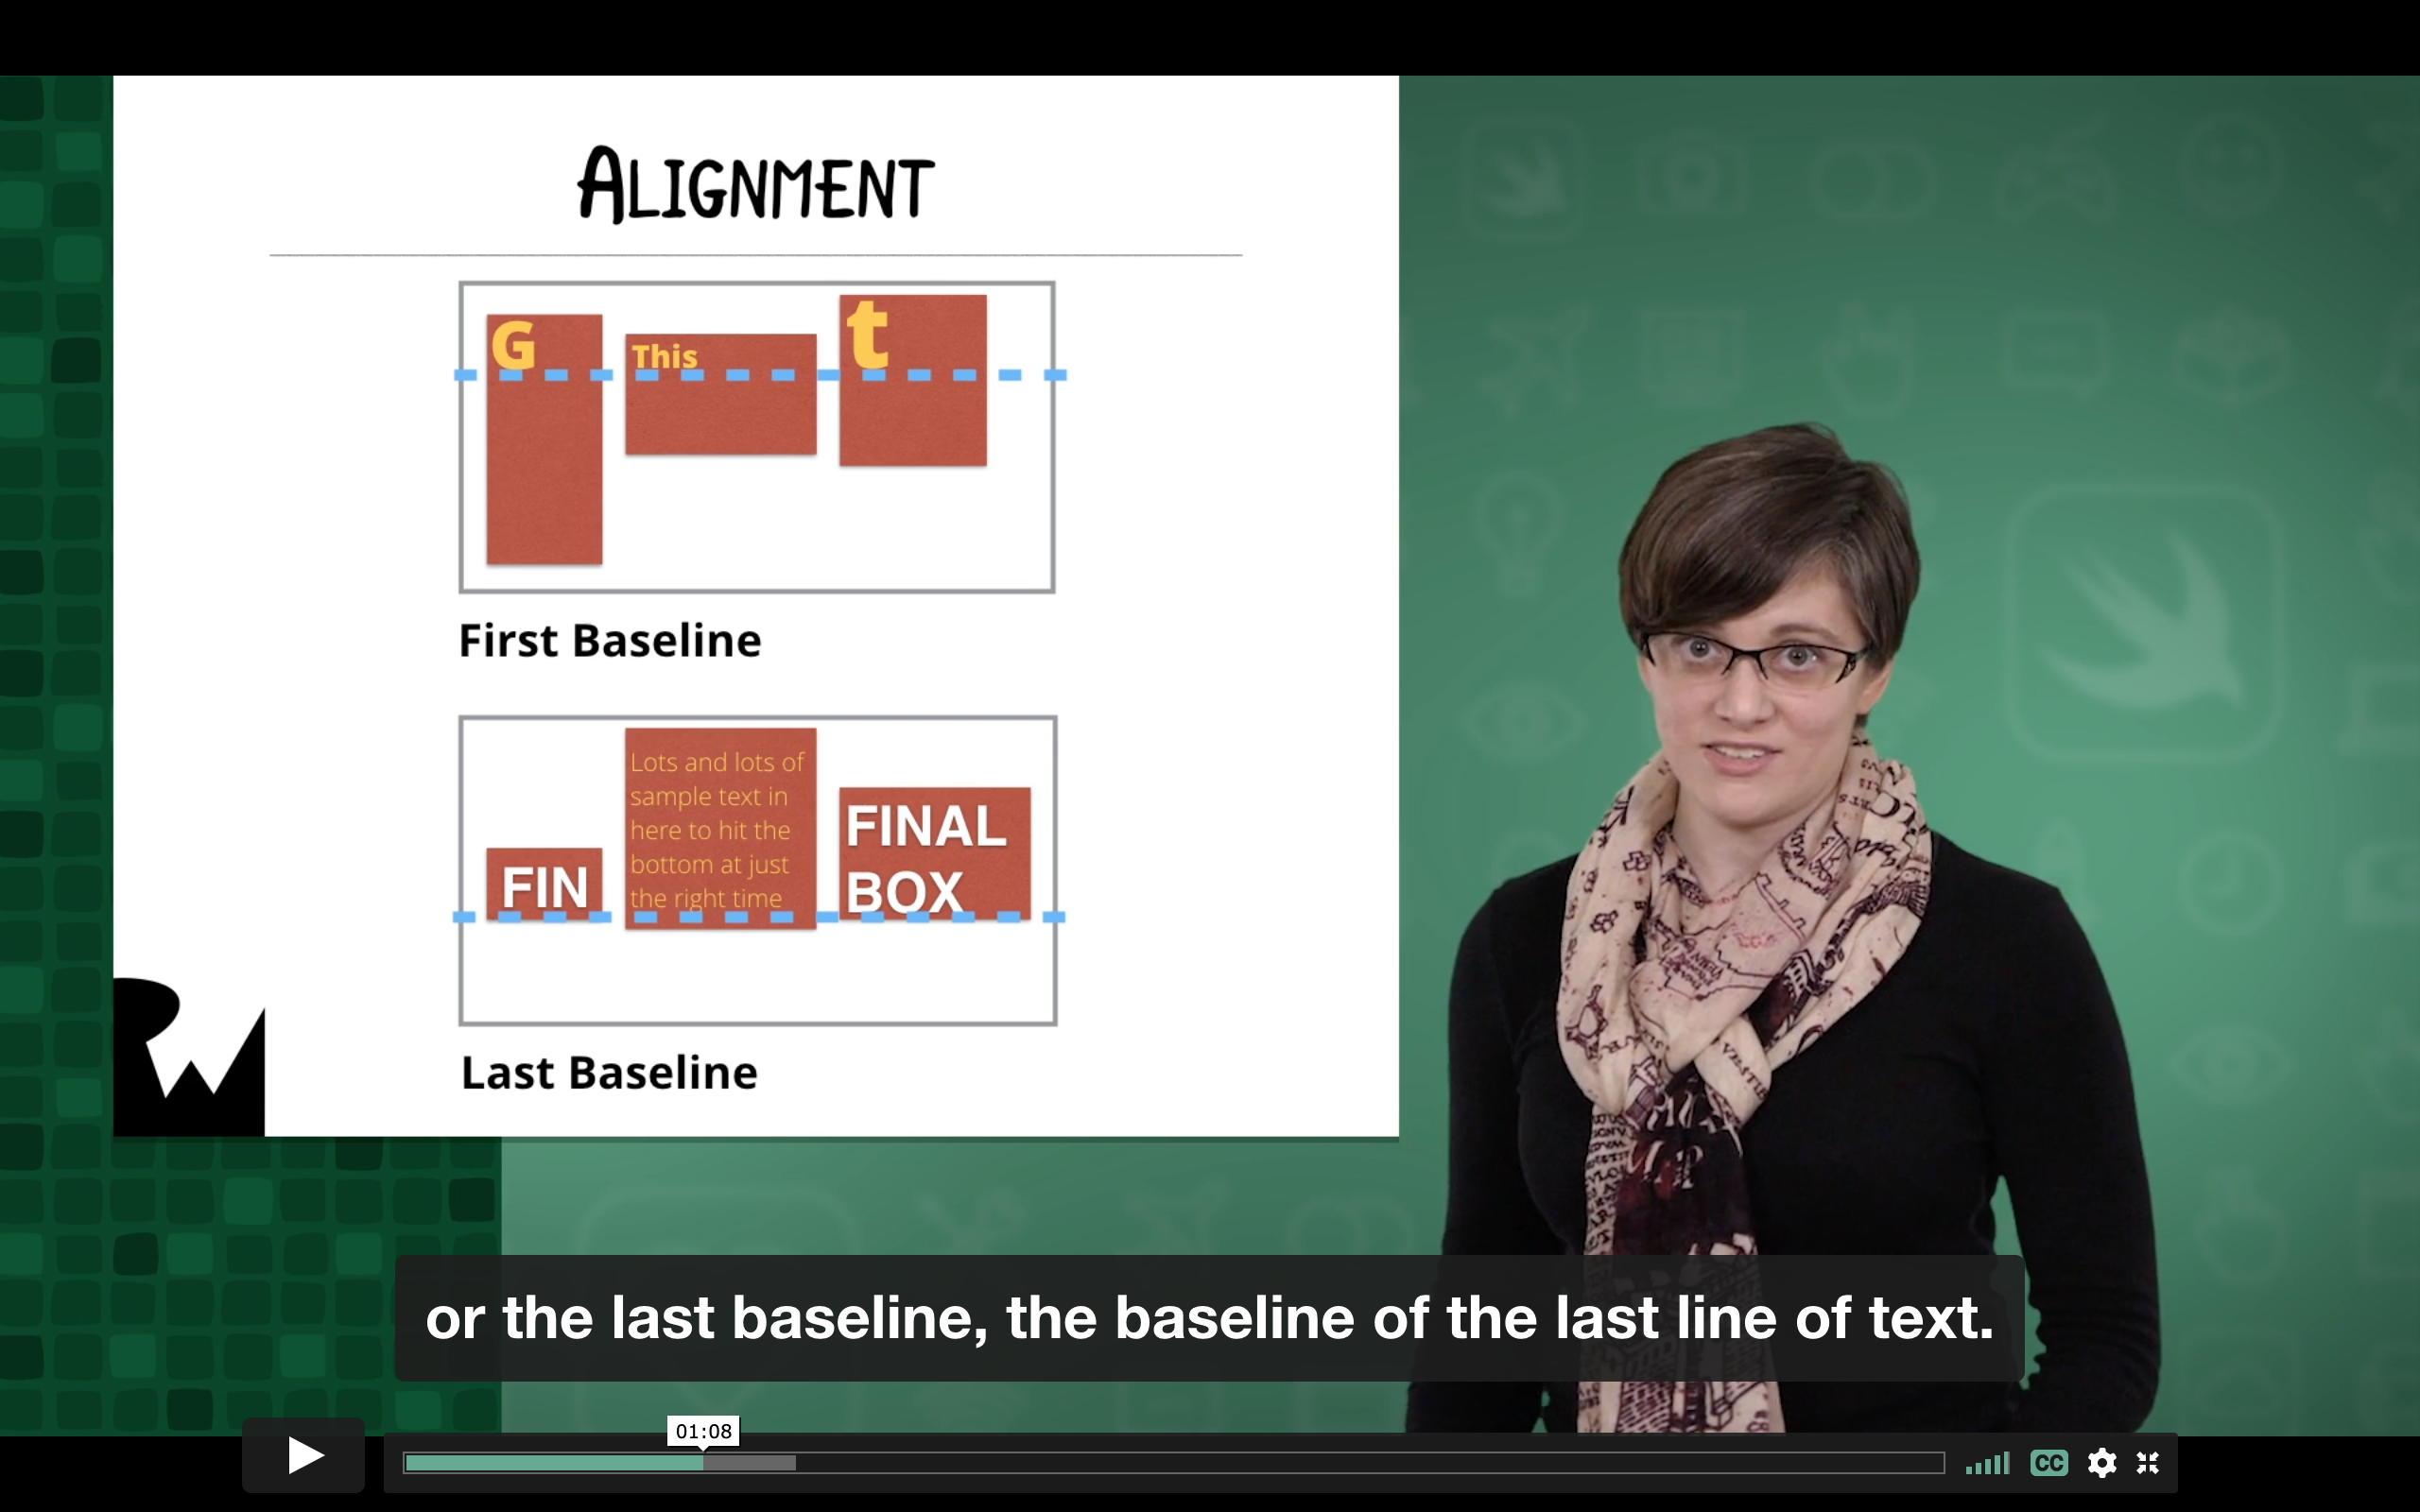 ALIGNMENT
G
This
t
First Baseline
FIN
Lots and lots of
sample text in
here to hit the
bottom at just
the right time
FINAL
BOX
Last Baseline
RW
or the last baseline, the baseline of the last line of text.
01:08
CC